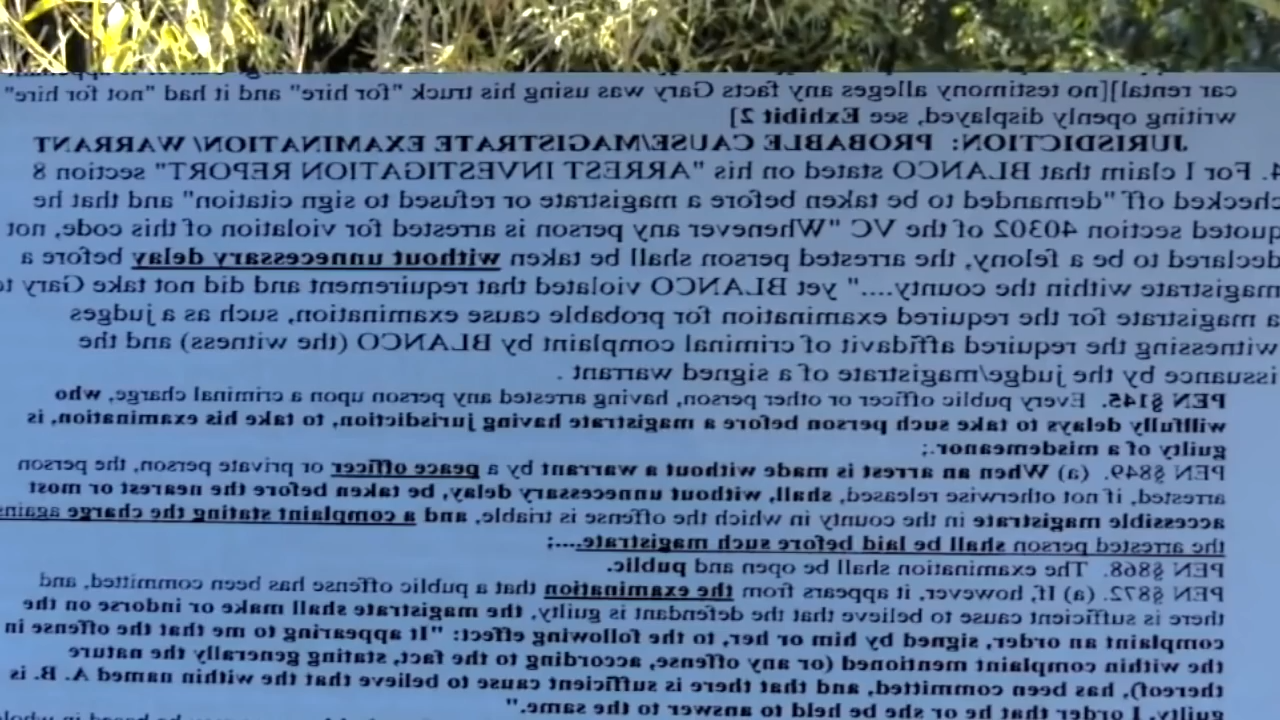 car rental][no testimony alleges any facts Gary was using his truck "for hire" and it had "not for hire"
writing openly displayed, see Exhibit 2]
JURISDICTION: PROBABLE CAUSE/MAGISTRATE EXAMINATION/ WARRANT
4. For I claim that BLANCO stated on his "ARREST INVESTIGATION REPORT" section 8
checked off "demanded to be taken before a magistrate or refused to sign citation" and that he
quoted section 40302 of the VC "Whenever any person is arrested for violation of this code, not
declared to be a felony, the arrested person shall be taken without unnecessary delay before a
magistrate within the county...." yet BLANCO violated that requirement and did not take Gary to
a magistrate for the required examination for probable cause examination, such as a judges
witnessing the required affidavit of criminal complaint by BLANCO (the witness) and the
issuance by the judge/magistrate of a signed warrant .
PEN §145. Every public officer or other person, having arrested any person upon a criminal charge, who
willfully delays to take such person before a magistrate having jurisdiction, to take his examination, is
guilty of a misdemeanor.;
PEN §849. (a) When an arrest is made without a warrant by a peace officer or private person, the person
arrested, if not otherwise released, shall, without unnecessary delay, be taken before the nearest or most
accessible magistrate in the county in which the offense is triable, and a complaint stating the charge agains
the arrested person shall be laid before such magistrate....;
PEN §868. The examination shall be open and public.
PEN §872. (a) If, however, it appears from the examination that a public offense has been committed, and
there is sufficient cause to believe that the defendant is guilty, the magistrate shall make or indorse on the
complaint an order, signed by him or her, to the following effect: "It appearing to me that the offense in
the within complaint mentioned (or any offense, according to the fact, stating generally the nature
thereof), has been committed, and that there is sufficient cause to believe that the within named A. B. is
guilty, I order that he or she be held to answer to the same."